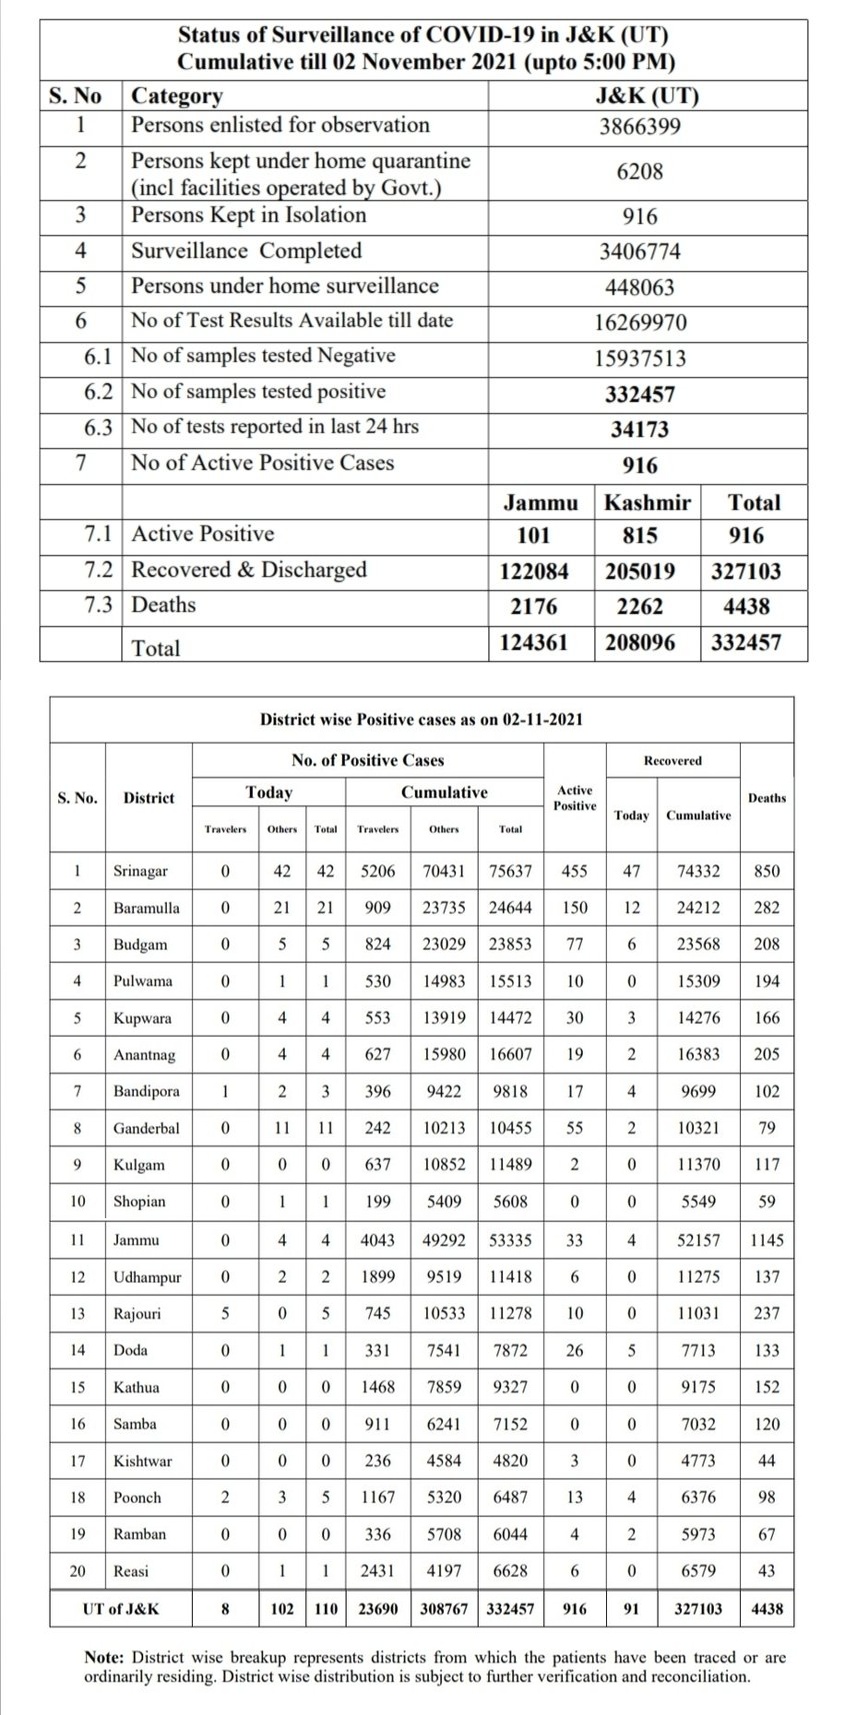 Status of Surveillance of COVID-19 in J&K (UT)
Cumulative till 02 November 2021 (upto 5:00 PM)
S. No Category J&K (UT)
1 Persons enlisted for observation 3866399
2 Persons kept under home quarantine
(incl facilities operated by Govt.) 6208
3 Persons Kept in Isolation 916
4 Surveillance Completed 3406774
5 Persons under home surveillance 448063
6 No of Test Results Available till date 16269970
6.1 No of samples tested Negative 15937513
6.2 No of samples tested positive 332457
6.3 No of tests reported in last 24 hrs 34173
7 No of Active Positive Cases 916
Jammu Kashmir Total
7.1 Active Positive 101 815 916
7.2 Recovered & Discharged 122084 205019 327103
7.3 Deaths 2176 2262 4438
Total 124361 208096 332457
District wise Positive cases as on 02-11-2021
S. No. District No. of Positive Cases Active Positive Recovered Deaths
Today Cumulative Today Cumulative
Travelers Others Total Travelers Others Total
1 Srinagar 0 42 42 5206 70431 75637 455 47 74332 850
2 Baramulla 0 21 21 909 23735 24644 150 12 24212 282
3 Budgam 0 5 5 824 23029 23853 77 6 23568 208
4 Pulwama 0 1 1 530 14983 15513 10 0 15309 194
5 Kupwara 0 4 4 553 13919 14472 30 3 14276 166
6 Anantnag 0 4 4 627 15980 16607 19 2 16383 205
7 Bandipora 1 2 3 396 9422 9818 17 4 9699 102
8 Ganderbal 0 11 11 242 10213 10455 55 2 10321 79
9 Kulgam 0 0 0 637 10852 11489 2 0 11370 117
10 Shopian 0 1 1 199 5409 5608 0 0 5549 59
11 Jammu 0 4 4 4043 49292 53335 33 4 52157 1145
12 Udhampur 0 2 2 1899 9519 11418 6 0 11275 137
13 Rajouri 5 0 5 745 10533 11278 10 0 11031 237
14 Doda 0 1 1 331 7541 7872 26 5 7713 133
15 Kathua 0 0 0 1468 7859 9327 0 0 9175 152
16 Samba 0 0 0 911 6241 7152 0 0 7032 120
17 Kishtwar 0 0 0 236 4584 4820 3 0 4773 44
18 Poonch 2 3 5 1167 5320 6487 13 4 6376 98
19 Ramban 0 0 0 336 5708 6044 4 2 5973 67
20 Reasi 0 1 1 2431 4197 6628 6 0 6579 43
UT of J&K 8 102 110 23690 308767 332457 916 91 327103 4438
Note: District wise breakup represents districts from which the patients have been traced or are
ordinarily residing. District wise distribution is subject to further verification and reconciliation.